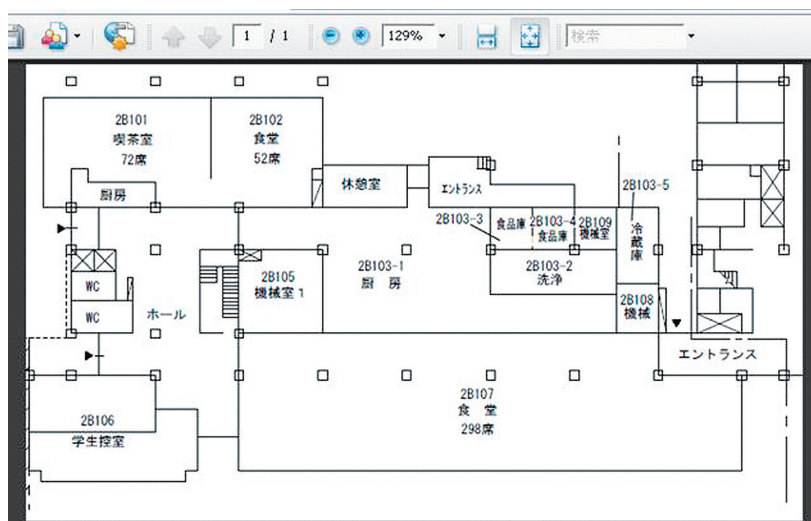 1 / 1
129%
検索
2B101
喫茶室
72席
2B102
食堂
52席
厨房
休憩室
エントランス
2B103-5
冷蔵庫
2B103-3
食品庫
2B103-4
食品庫
2B109
機械室
2B105
機械室1
2B103-1
厨 房
2B103-2
洗浄
2B108
機械
WC
WC
ホール
エントランス
2B107
食 堂
298席
2B106
学生控室